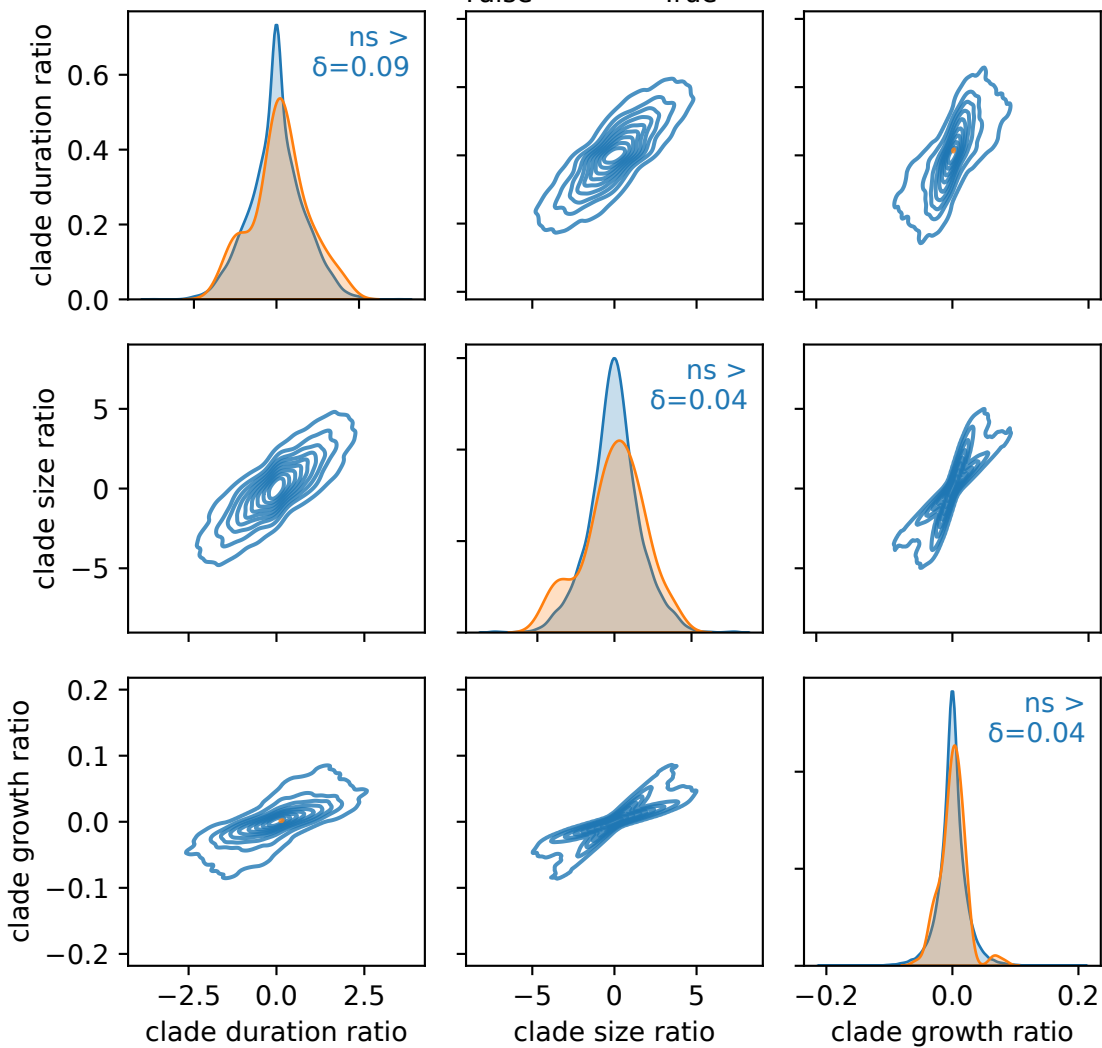 False True
clade duration ratio
0.6
0.4
0.2
0.0
ns >
δ=0.09
clade size ratio
5
0
−5
ns >
δ=0.04
clade growth ratio
0.2
0.1
0.0
−0.1
−0.2
ns >
δ=0.04
−2.5 0.0 2.5
−5 0 5
−0.2 0.0 0.2
clade duration ratio
clade size ratio
clade growth ratio